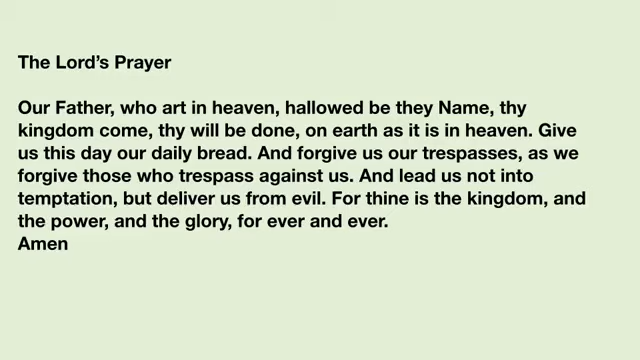 The Lord’s Prayer
Our Father, who art in heaven, hallowed be they Name, thy
kingdom come, thy will be done, on earth as it is in heaven. Give
us this day our daily bread. And forgive us our trespasses, as we
forgive those who trespass against us. And lead us not into
temptation, but deliver us from evil. For thine is the kingdom, and
the power, and the glory, for ever and ever.
Amen